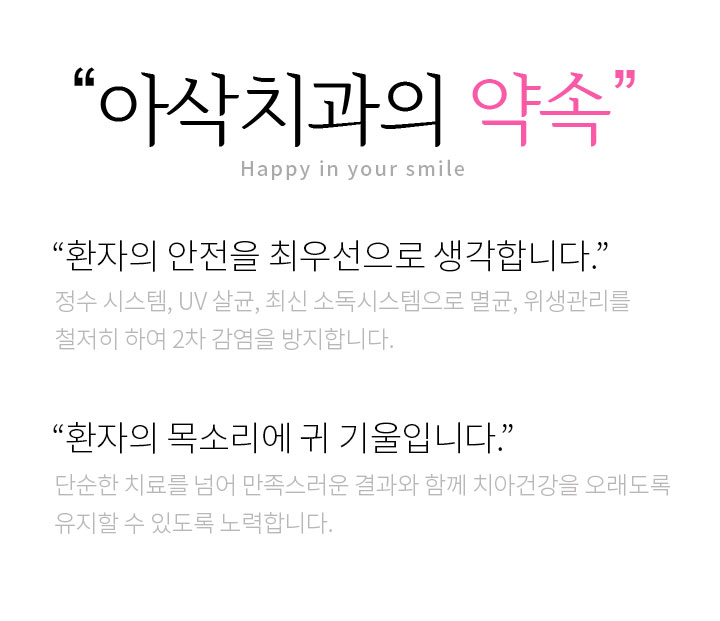 “아삭치과의 약속”
Happy in your smile
“환자의 안전을 최우선으로 생각합니다.”
정수 시스템, UV 살균, 최신 소독시스템으로 멸균, 위생관리를
철저히 하여 2차 감염을 방지합니다.
“환자의 목소리에 귀 기울입니다.”
단순한 치료를 넘어 만족스러운 결과와 함께 치아건강을 오래도록
유지할 수 있도록 노력합니다.